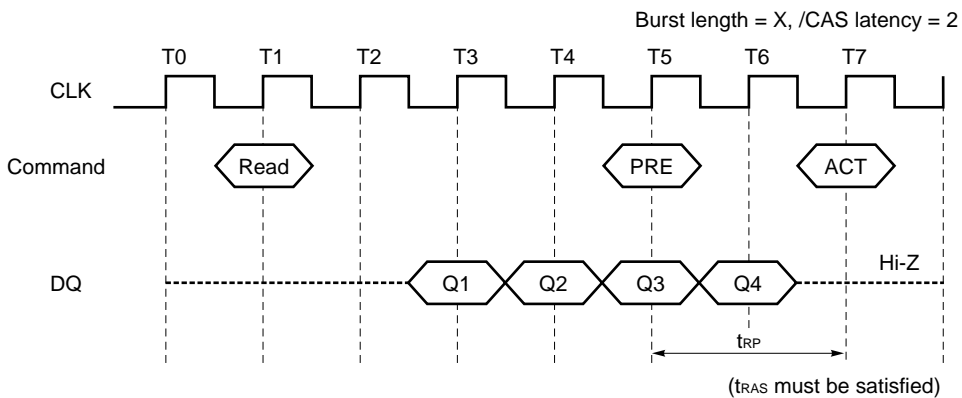 Burst length = X, /CAS latency = 2
T0 T1 T2 T3 T4 T5 T6 T7
CLK
Command Read PRE ACT
Hi-Z
DQ Q1 Q2 Q3 Q4
tRP
(tRAS must be satisfied)